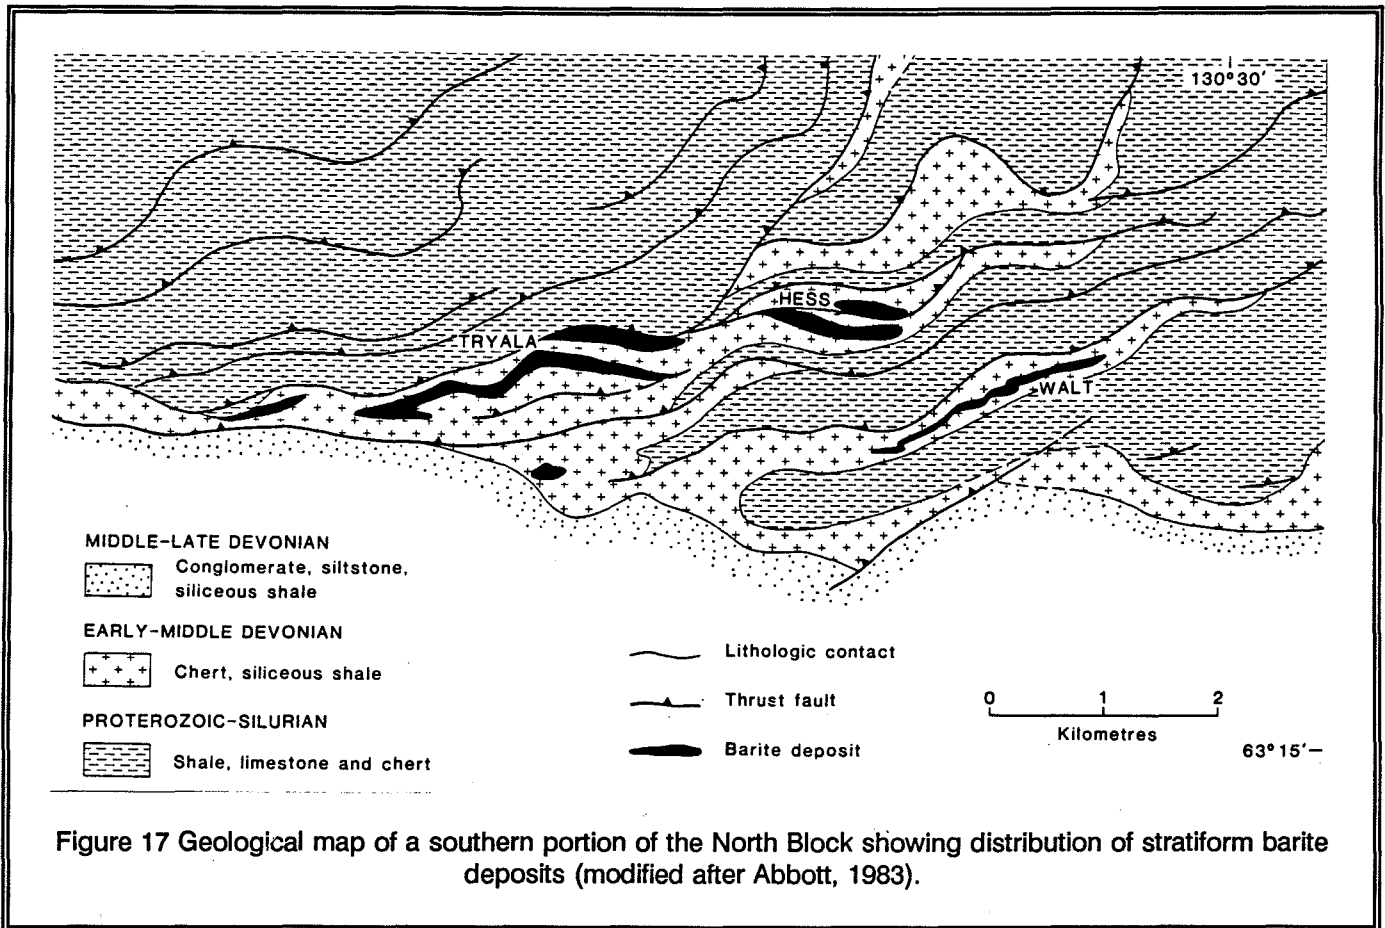 130°30′
HESS
TRYALA
WALT
MIDDLE-LATE DEVONIAN
Conglomerate, siltstone,
siliceous shale
EARLY-MIDDLE DEVONIAN
Chert, siliceous shale
PROTEROZOIC-SILURIAN
Shale, limestone and chert
Lithologic contact
Thrust fault
Barite deposit
0 1 2
Kilometres
63°15′
Figure 17 Geological map of a southern portion of the North Block showing distribution of stratiform barite
deposits (modified after Abbott, 1983).